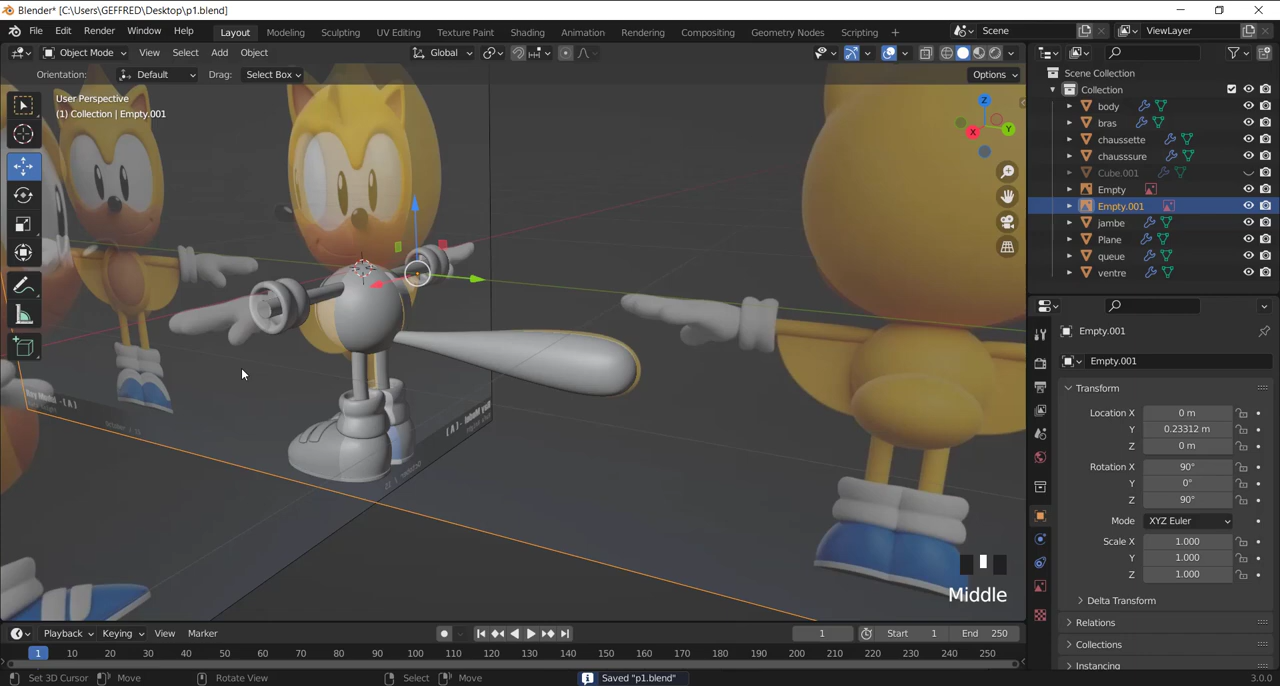 Blender* [C:\Users\GEFFRED\Desktop\p1.blend]
File Edit Render Window Help Layout Modeling Sculpting UV Editing Texture Paint Shading Animation Rendering Compositing Geometry Nodes Scripting Scene ViewLayer
Object Mode View Select Add Object Global
Orientation: Default Drag: Select Box Options
User Perspective
(1) Collection | Empty.001
Z
Y
X
Middle
Scene Collection
Collection
body
bras
chaussette
chausssure
Cube.001
Empty
Empty.001
jambe
Plane
queue
ventre
Empty.001
Empty.001
Transform
Location X 0 m
Y 0.23312 m
Z 0 m
Rotation X 90°
Y 0°
Z 90°
Mode XYZ Euler
Scale X 1.000
Y 1.000
Z 1.000
Delta Transform
Relations
Collections
Instancing
Playback Keying View Marker 1 Start 1 End 250
1 10 20 30 40 50 60 70 80 90 100 110 120 130 140 150 160 170 180 190 200 210 220 230 240 250
Set 3D Cursor Move Rotate View Select Move Saved "p1.blend" 3.0.0